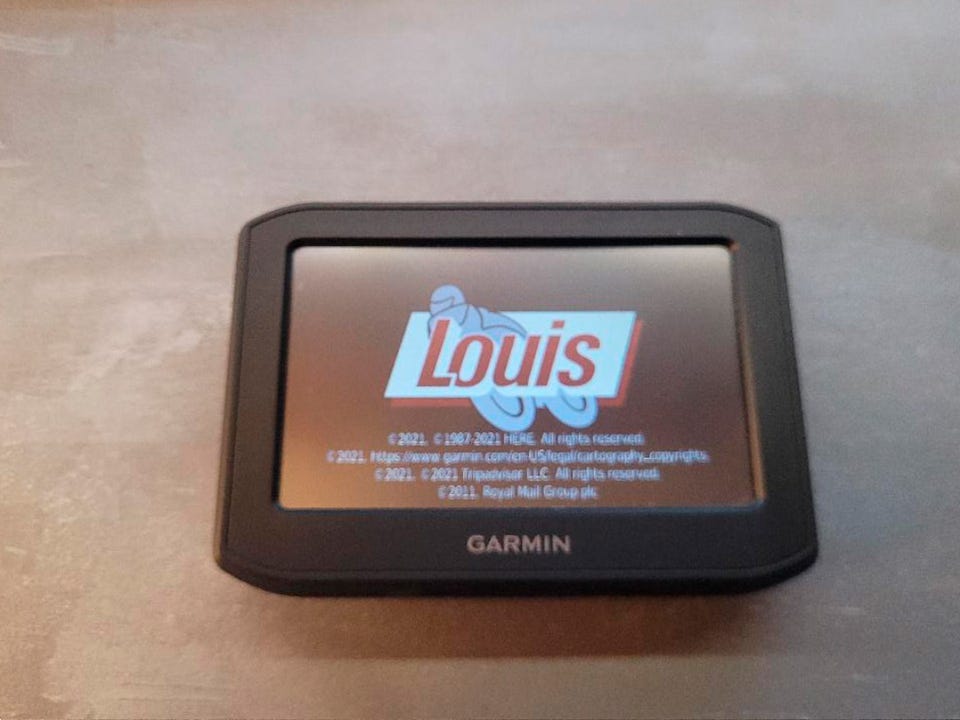 Louis
© 2021. © 1987-2021 HERE. All rights reserved.
© 2021. https://www.garmin.com/en-US/legal/cartography_copyrights.
© 2021. © 2021 Tripadvisor LLC. All rights reserved.
© 2011. Royal Mail Group plc
GARMIN